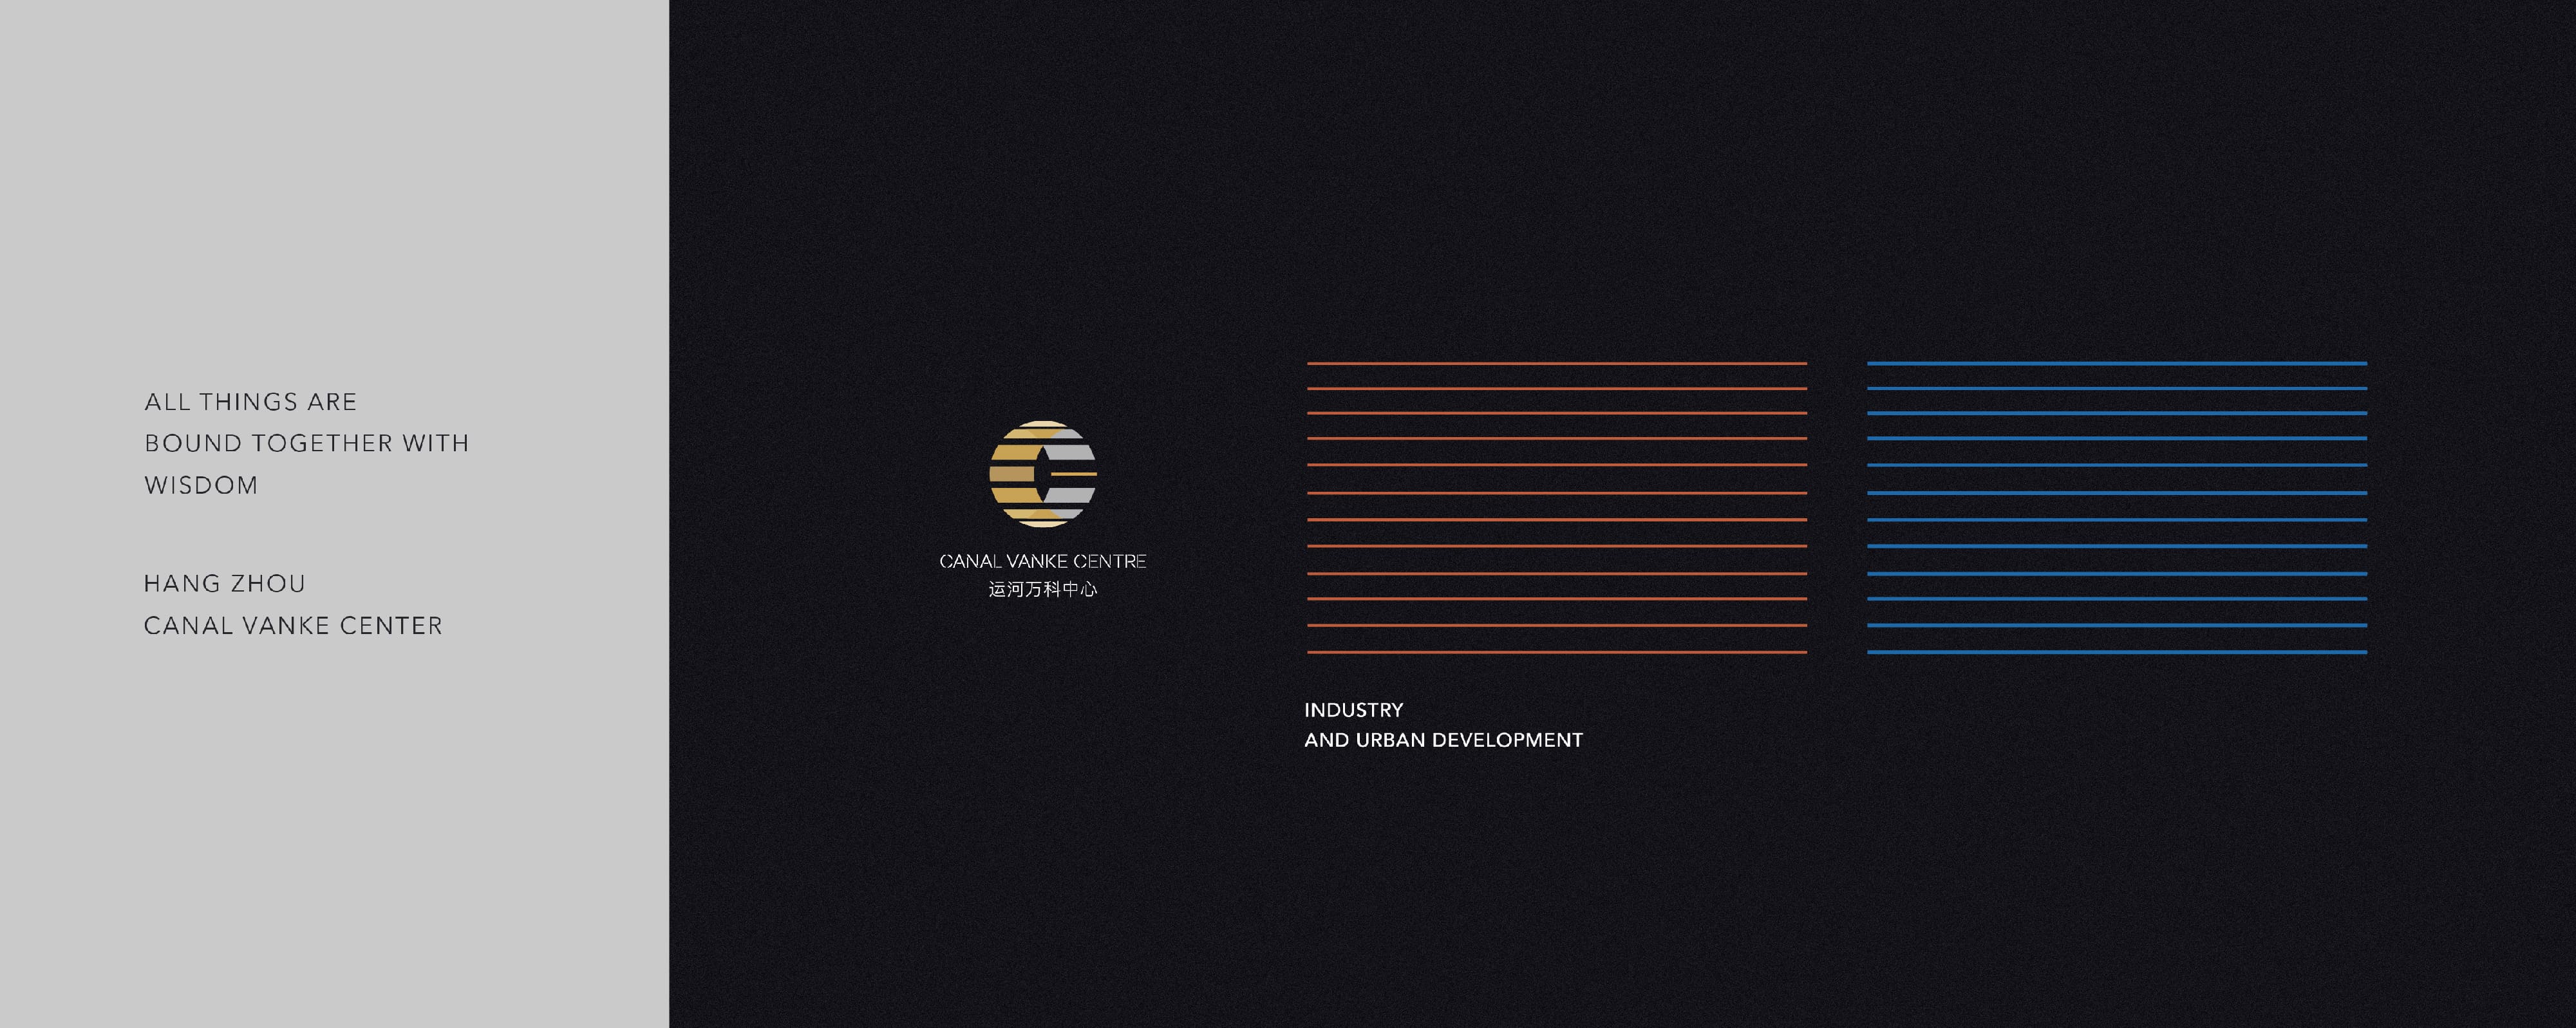 ALL THINGS ARE
BOUND TOGETHER WITH
WISDOM
HANG ZHOU
CANAL VANKE CENTER
CANAL VANKE CENTRE
运河万科中心
INDUSTRY
AND URBAN DEVELOPMENT